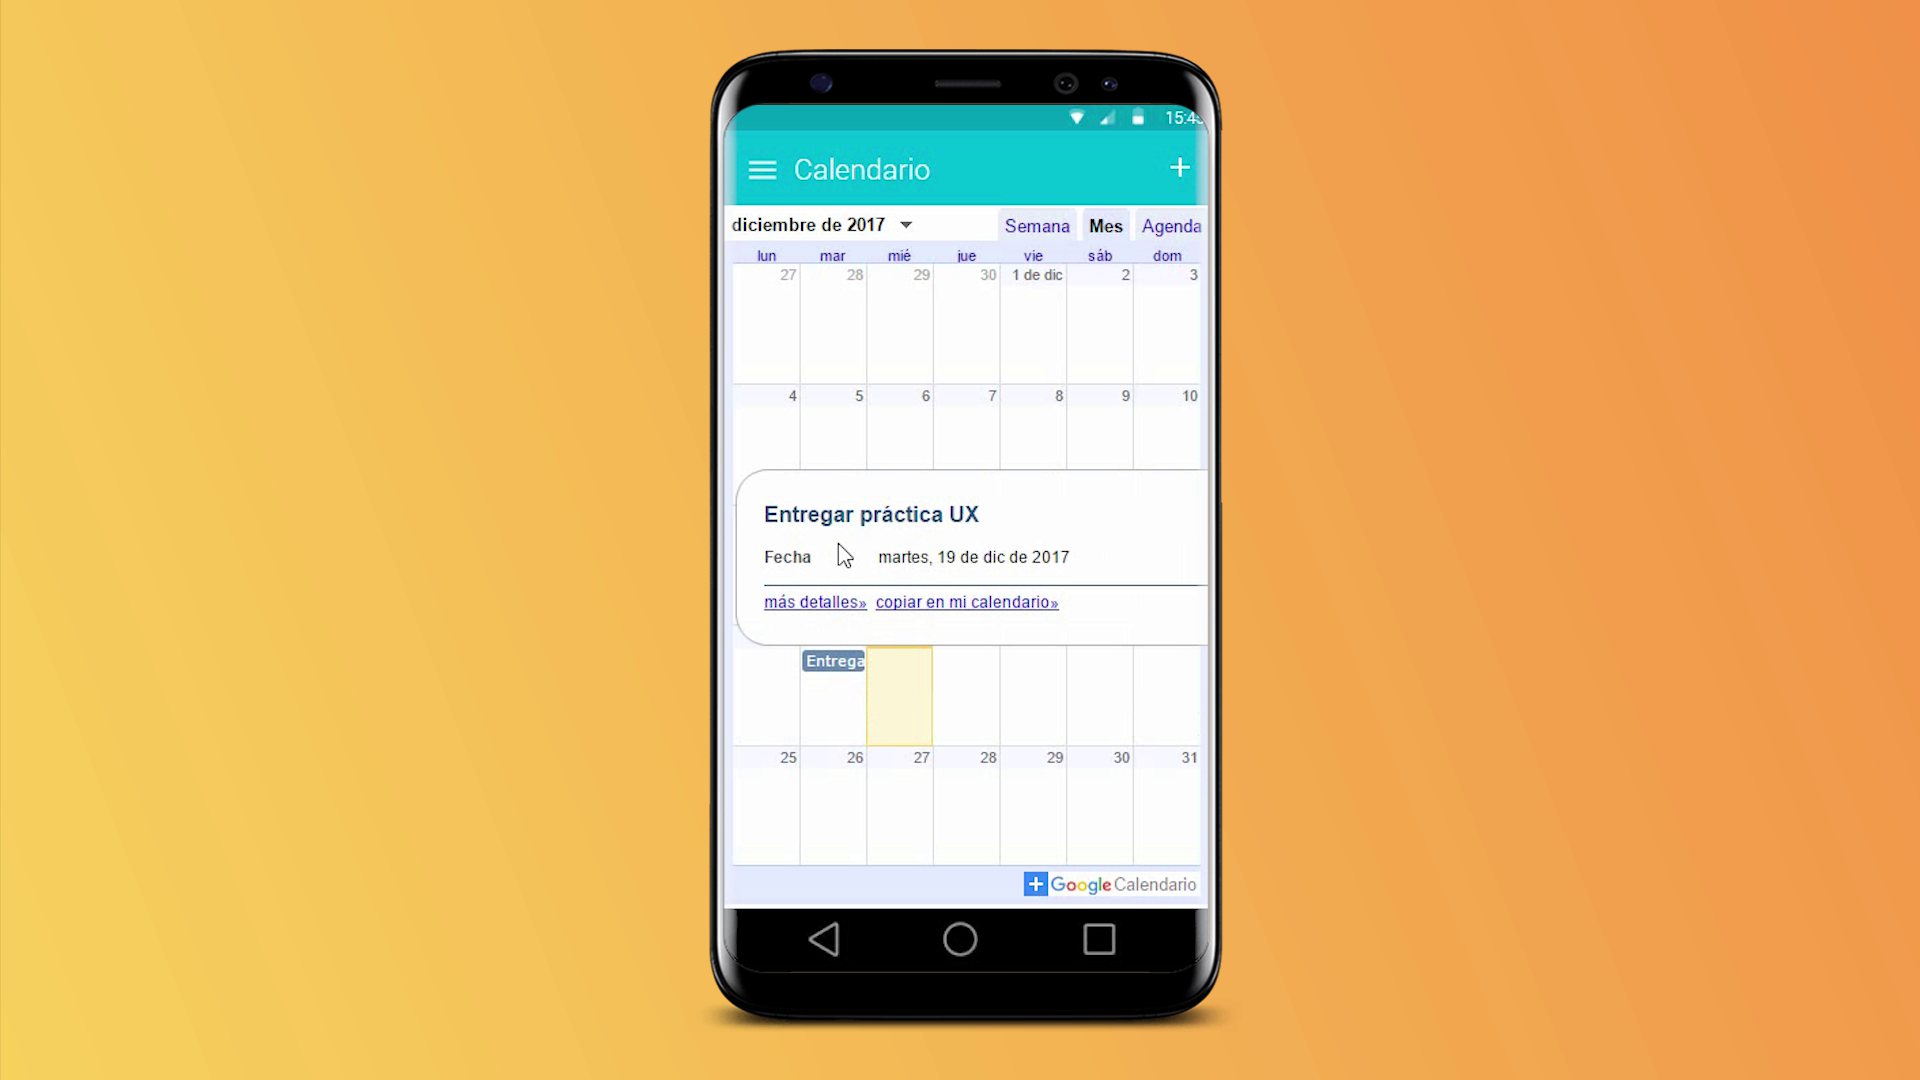 15:4
Calendario
+
diciembre de 2017
Semana Mes Agenda
lun mar mié jue vie sáb dom
27 28 29 30 1 de dic 2 3
4 5 6 7 8 9 10
Entregar práctica UX
Fecha martes, 19 de dic de 2017
más detalles» copiar en mi calendario»
Entrega
25 26 27 28 29 30 31
+ Google Calendario